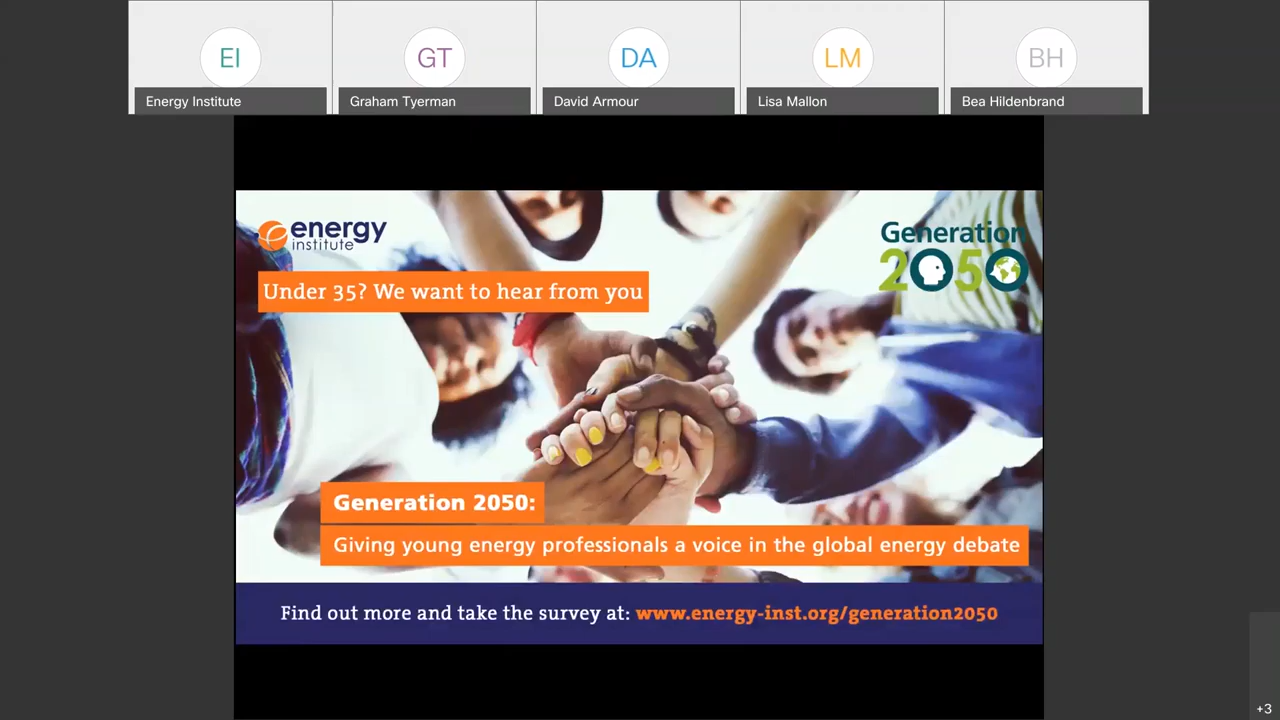 EI
GT
DA
LM
BH
Energy Institute
Graham Tyerman
David Armour
Lisa Mallon
Bea Hildenbrand
energy
institute
Generation
2050
Under 35? We want to hear from you
Generation 2050:
Giving young energy professionals a voice in the global energy debate
Find out more and take the survey at: www.energy-inst.org/generation2050
+3